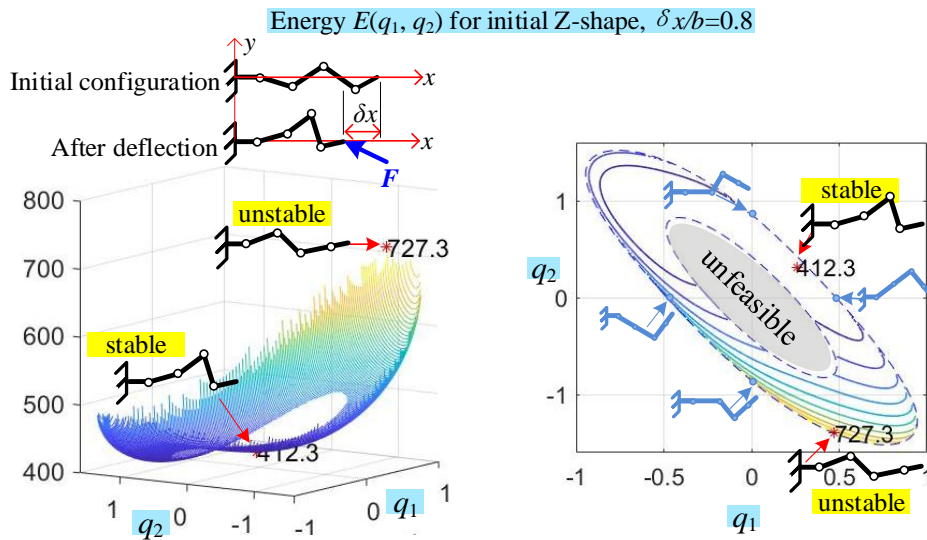 Energy E(q1, q2) for initial Z-shape, δx/b=0.8
y
Initial configuration
x
δx
After deflection
x
F
800
700
600
500
400
unstable
727.3
stable
412.3
1
0
-1
q2
-1
0
1
q1
1
0
-1
q2
-1
-0.5
0
0.5
1
q1
stable
412.3
unfeasible
727.3
unstable